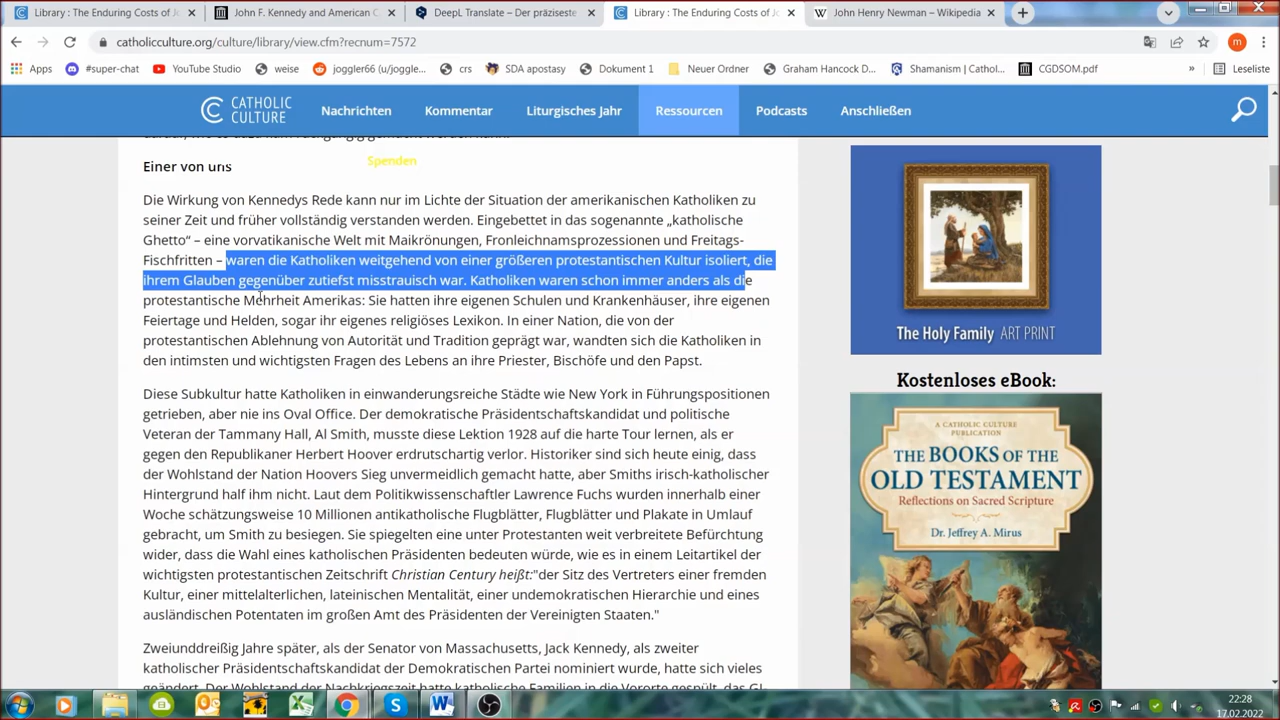 Library : The Enduring Costs of Jo
John F. Kennedy and American C
DeepL Translate – Der präziseste
Library : The Enduring Costs of Jo
John Henry Newman – Wikipedia
catholicculture.org/culture/library/view.cfm?recnum=7572
Apps
#super-chat
YouTube Studio
weise
joggler66 (u/joggle...
crs
SDA apostasy
Dokument 1
Neuer Ordner
Graham Hancock D...
Shamanism | Cathol...
CGDSOM.pdf
»
Leseliste
CATHOLIC
CULTURE
Nachrichten
Kommentar
Liturgisches Jahr
Ressourcen
Podcasts
Anschließen
Spenden
Einer von uns
Die Wirkung von Kennedys Rede kann nur im Lichte der Situation der amerikanischen Katholiken zu
seiner Zeit und früher vollständig verstanden werden. Eingebettet in das sogenannte „katholische
Ghetto“ – eine vorvatikanische Welt mit Maikrönungen, Fronleichnamsprozessionen und Freitags-
Fischfritten – waren die Katholiken weitgehend von einer größeren protestantischen Kultur isoliert, die
ihrem Glauben gegenüber zutiefst misstrauisch war. Katholiken waren schon immer anders als die
protestantische Mehrheit Amerikas: Sie hatten ihre eigenen Schulen und Krankenhäuser, ihre eigenen
Feiertage und Helden, sogar ihr eigenes religiöses Lexikon. In einer Nation, die von der
protestantischen Ablehnung von Autorität und Tradition geprägt war, wandten sich die Katholiken in
den intimsten und wichtigsten Fragen des Lebens an ihre Priester, Bischöfe und den Papst.
Diese Subkultur hatte Katholiken in einwanderungsreiche Städte wie New York in Führungspositionen
getrieben, aber nie ins Oval Office. Der demokratische Präsidentschaftskandidat und politische
Veteran der Tammany Hall, Al Smith, musste diese Lektion 1928 auf die harte Tour lernen, als er
gegen den Republikaner Herbert Hoover erdrutschartig verlor. Historiker sind sich heute einig, dass
der Wohlstand der Nation Hoovers Sieg unvermeidlich gemacht hatte, aber Smiths irisch-katholischer
Hintergrund half ihm nicht. Laut dem Politikwissenschaftler Lawrence Fuchs wurden innerhalb einer
Woche schätzungsweise 10 Millionen antikatholische Flugblätter, Flugblätter und Plakate in Umlauf
gebracht, um Smith zu besiegen. Sie spiegelten eine unter Protestanten weit verbreitete Befürchtung
wider, dass die Wahl eines katholischen Präsidenten bedeuten würde, wie es in einem Leitartikel der
wichtigsten protestantischen Zeitschrift Christian Century heißt:"der Sitz des Vertreters einer fremden
Kultur, einer mittelalterlichen, lateinischen Mentalität, einer undemokratischen Hierarchie und eines
ausländischen Potentaten im großen Amt des Präsidenten der Vereinigten Staaten."
Zweiunddreißig Jahre später, als der Senator von Massachusetts, Jack Kennedy, als zweiter
katholischer Präsidentschaftskandidat der Demokratischen Partei nominiert wurde, hatte sich vieles
The Holy Family ART PRINT
Kostenloses eBook:
A CATHOLIC CULTURE
PUBLICATION
THE BOOKS OF THE
OLD TESTAMENT
Reflections on Sacred Scripture
Dr. Jeffrey A. Mirus
22:28
17.02.2022